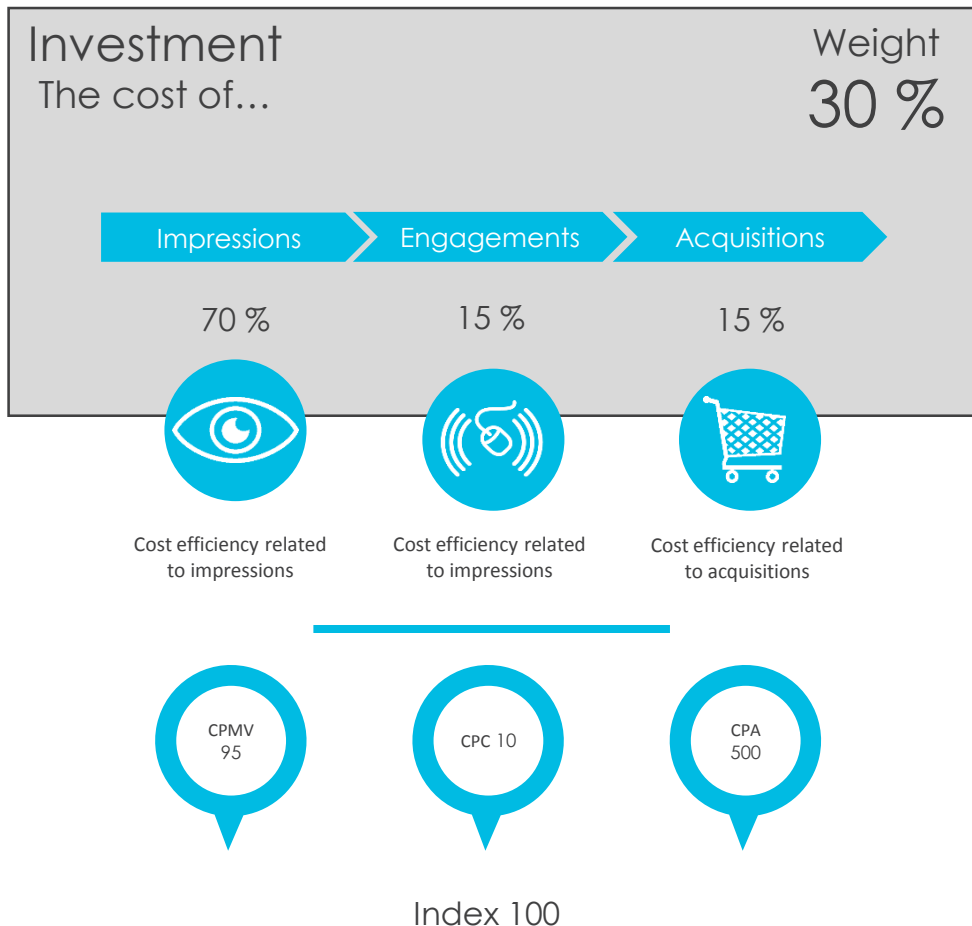 Investment
Weight
The cost of...
30 %
Impressions
Engagements
Acquisitions
70 %
15 %
15 %
Cost efficiency related
to impressions
Cost efficiency related
to impressions
Cost efficiency related
to acquisitions
CPMV
95
CPC 10
CPA
500
Index 100